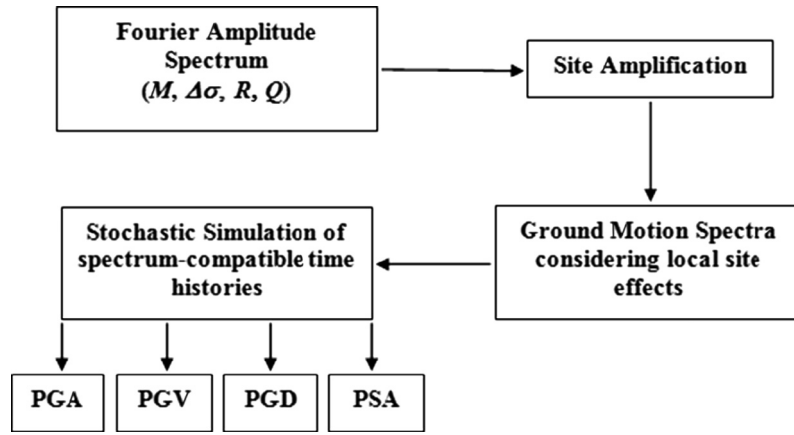 Fourier Amplitude
Spectrum
(M, Δσ, R, Q)
Site Amplification
Ground Motion Spectra
considering local site
effects
Stochastic Simulation of
spectrum-compatible time
histories
PGA
PGV
PGD
PSA